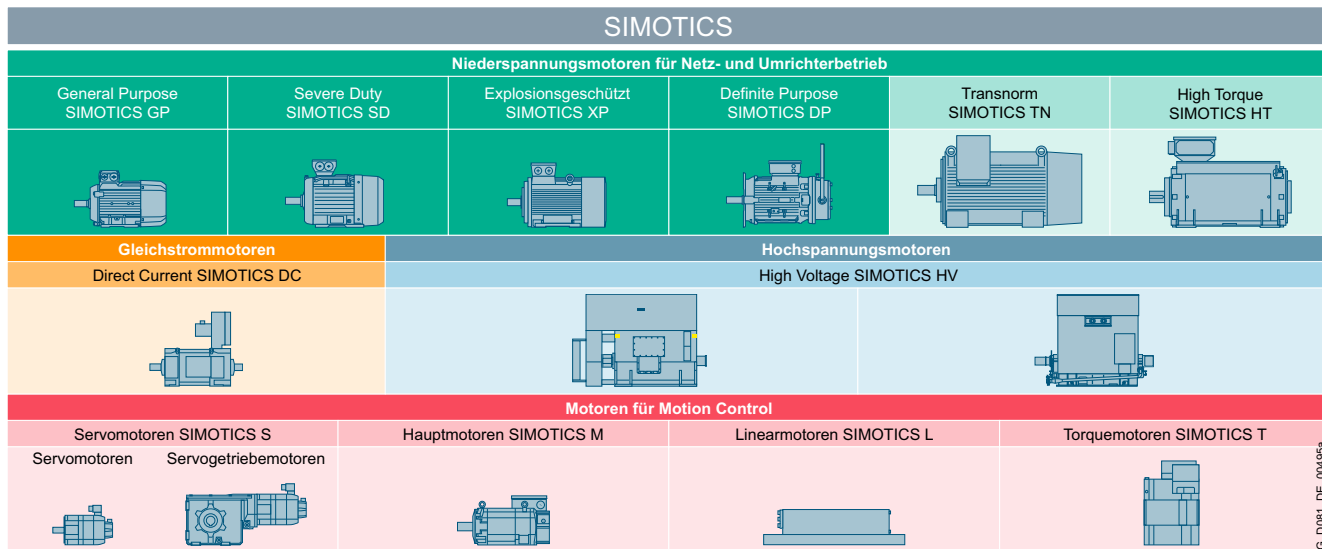 SIMOTICS
Niederspannungsmotoren für Netz- und Umrichterbetrieb
General Purpose
SIMOTICS GP
Severe Duty
SIMOTICS SD
Explosionsgeschützt
SIMOTICS XP
Definite Purpose
SIMOTICS DP
Transnorm
SIMOTICS TN
High Torque
SIMOTICS HT
Gleichstrommotoren
Hochspannungsmotoren
Direct Current SIMOTICS DC
High Voltage SIMOTICS HV
Motoren für Motion Control
Servomotoren SIMOTICS S
Hauptmotoren SIMOTICS M
Linearmotoren SIMOTICS L
Torquemotoren SIMOTICS T
Servomotoren
Servogetriebemotoren
G_D081_DE_00495a